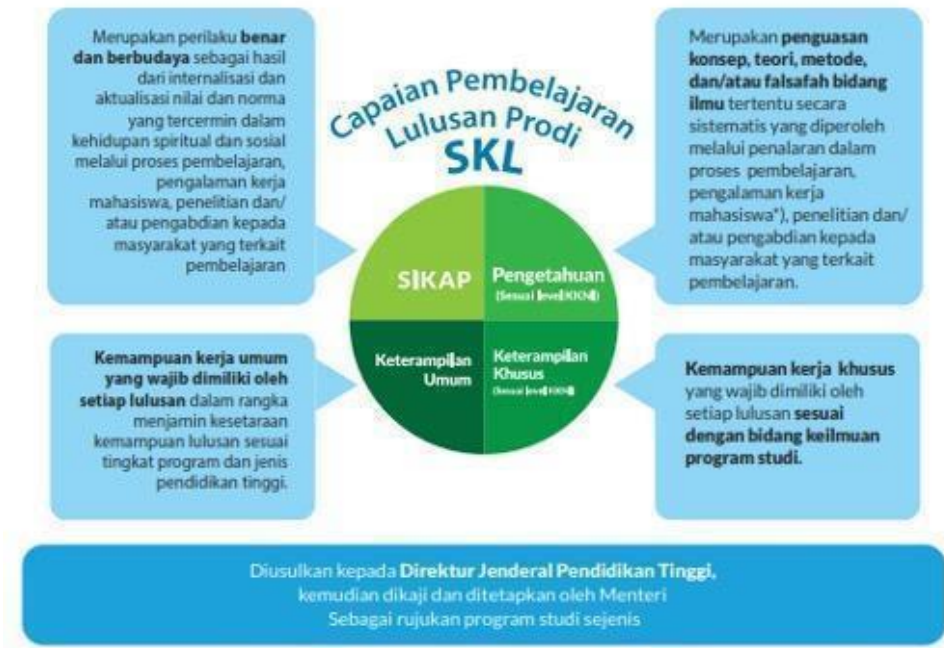 Merupakan perilaku benar
dan berbudaya sebagai hasil
dari internalisasi dan
aktualisasi nilai dan norma
yang tercermin dalam
kehidupan spiritual dan sosial
melalui proses pembelajaran,
pengalaman kerja
mahasiswa, penelitian dan/
atau pengabdian kepada
masyarakat yang terkait
pembelajaran
Capaian Pembelajaran
Lulusan Prodi
SKL
Merupakan penguasan
konsep, teori, metode,
dan/atau falsafah bidang
ilmu tertentu secara
sistematis yang diperoleh
melalui penalaran dalam
proses pembelajaran,
pengalaman kerja
mahasiswa*), penelitian dan/
atau pengabdian kepada
masyarakat yang terkait
pembelajaran.
SIKAP
Pengetahuan
(Sesuai level KKNI)
Keterampilan
Umum
Keterampilan
Khusus
(Sesuai level KKNI)
Kemampuan kerja umum
yang wajib dimiliki oleh
setiap lulusan dalam rangka
menjamin kesetaraan
kemampuan lulusan sesuai
tingkat program dan jenis
pendidikan tinggi.
Kemampuan kerja khusus
yang wajib dimiliki oleh
setiap lulusan sesuai
dengan bidang keilmuan
program studi.
Diusulkan kepada Direktur Jenderal Pendidikan Tinggi,
kemudian dikaji dan ditetapkan oleh Menteri
Sebagai rujukan program studi sejenis